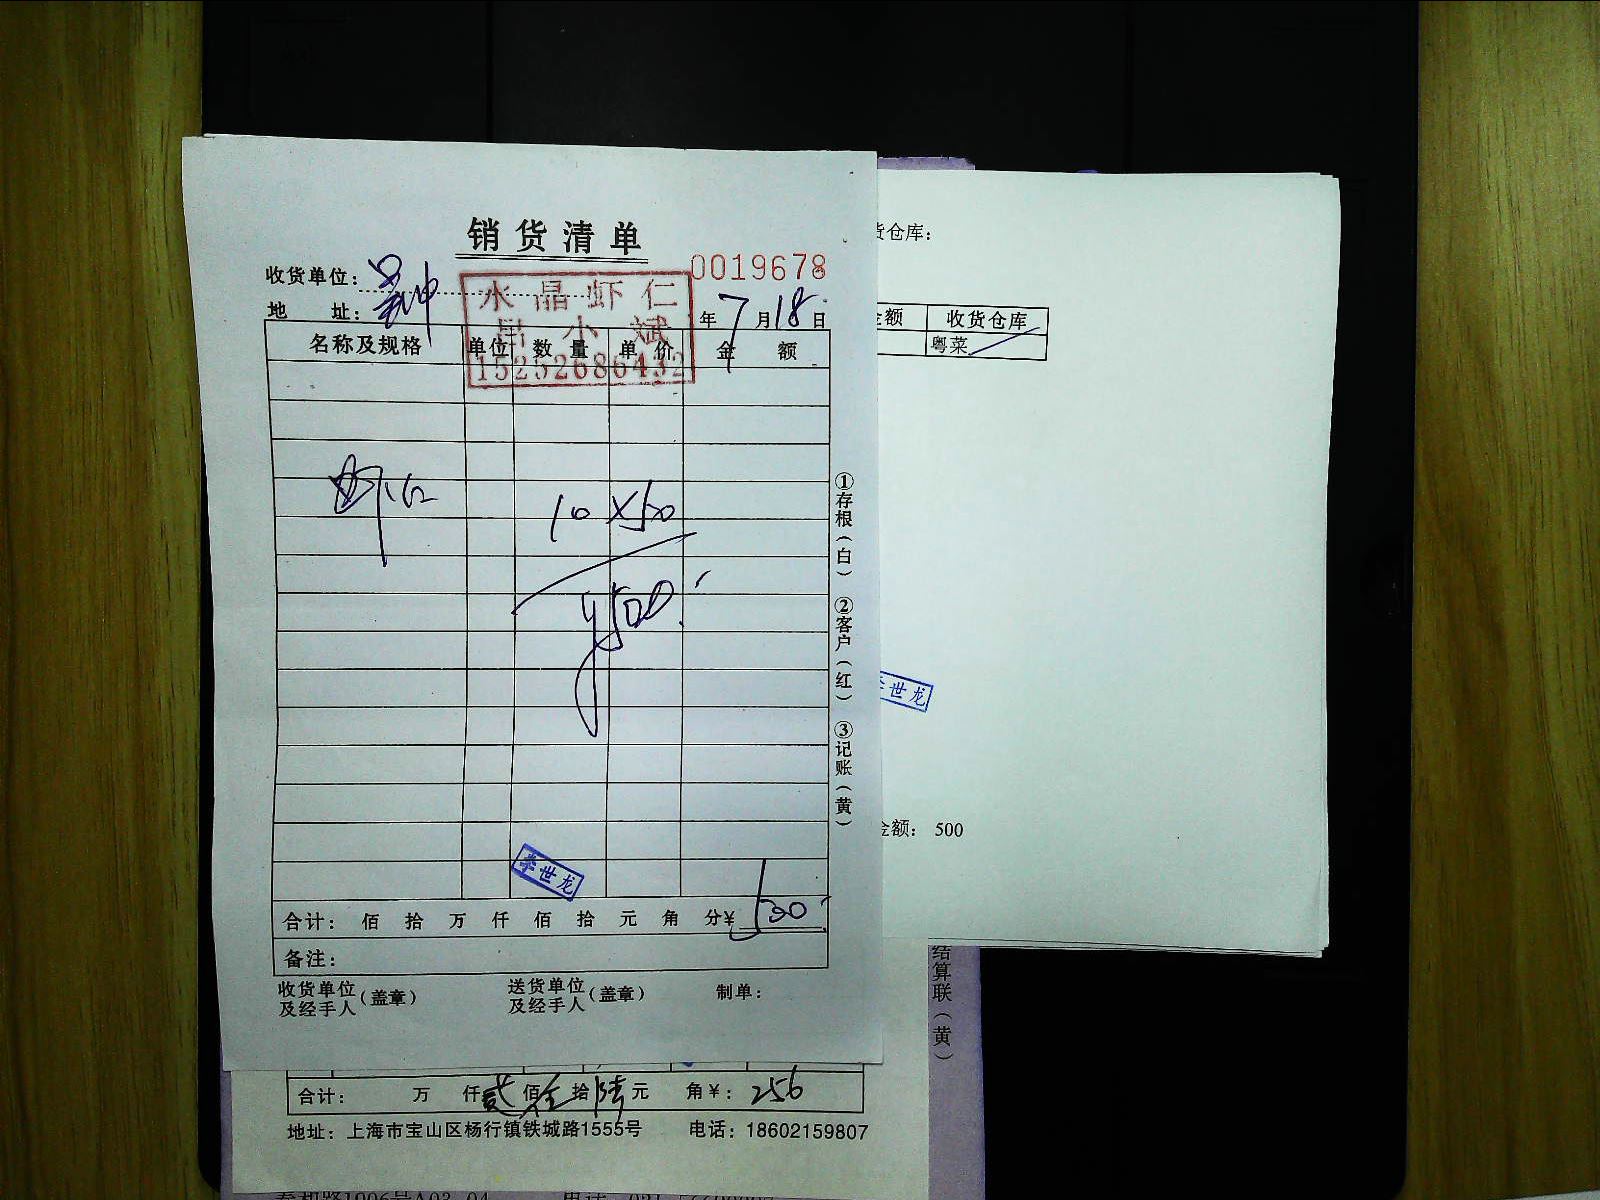 销货清单
0019678
收货单位：
水晶虾仁
地 址：
小斌
年7月18日
15252686432
名称及规格 单位 数量 单价 金额
虾仁 10×50
¥500
李世龙
合计： 佰 拾 万 仟 佰 拾 元 角 分¥ 500
备注：
收货单位及经手人（盖章） 送货单位及经手人（盖章） 制单：
①存根（白） ②客户（红） ③记账（黄）
货仓库：
金额 收货仓库
粤菜
世龙
金额： 500
结算联（黄）
合计： 万 仟 贰 佰 拾 陆 元 角¥： 256
地址：上海市宝山区杨行镇铁城路1555号 电话：18602159807